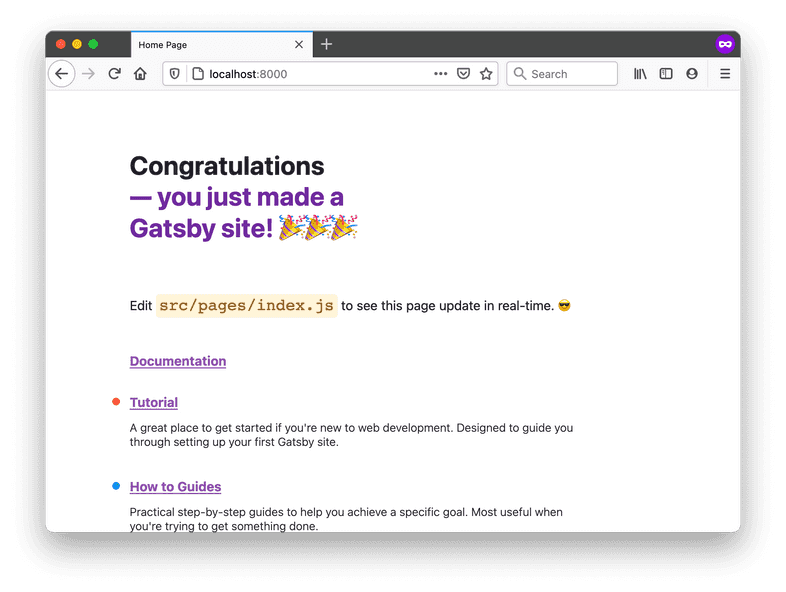 Home Page
localhost:8000
Search
Congratulations
— you just made a
Gatsby site! 🎉🎉🎉
Edit src/pages/index.js to see this page update in real-time. 😎
Documentation
Tutorial
A great place to get started if you're new to web development. Designed to guide you
through setting up your first Gatsby site.
How to Guides
Practical step-by-step guides to help you achieve a specific goal. Most useful when
you're trying to get something done.